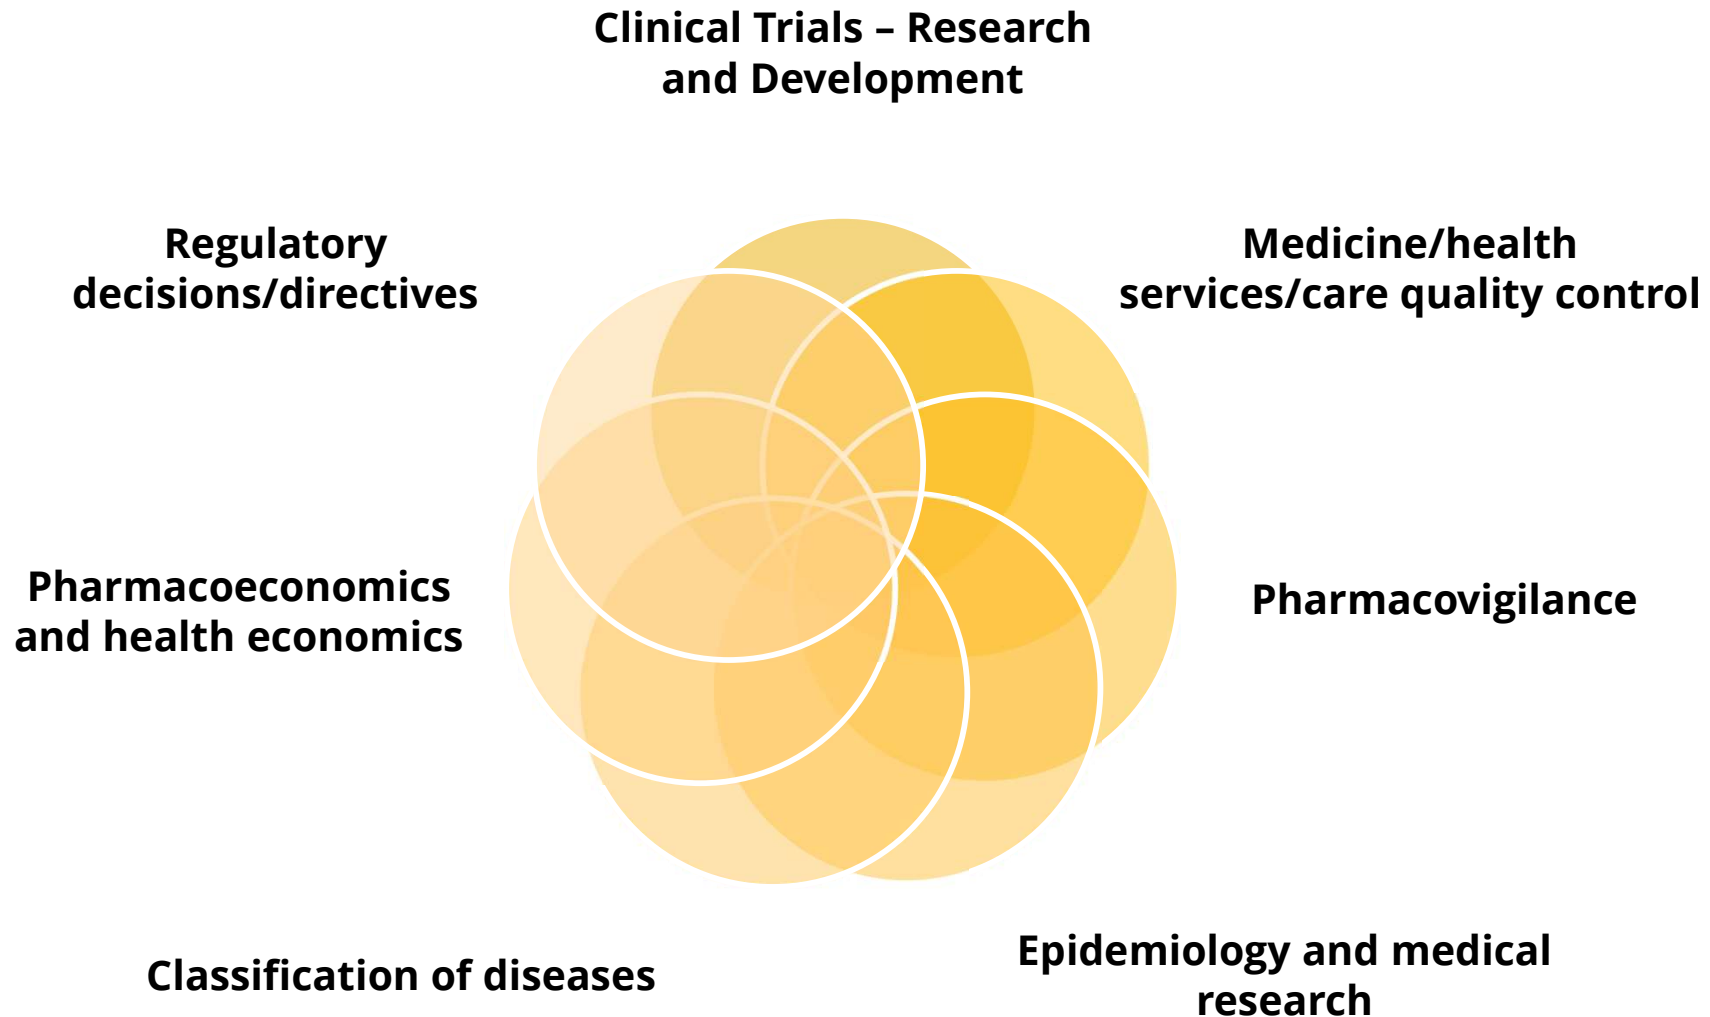 Clinical Trials – Research
and Development
Regulatory
decisions/directives
Medicine/health
services/care quality control
Pharmacoeconomics
and health economics
Pharmacovigilance
Classification of diseases
Epidemiology and medical
research